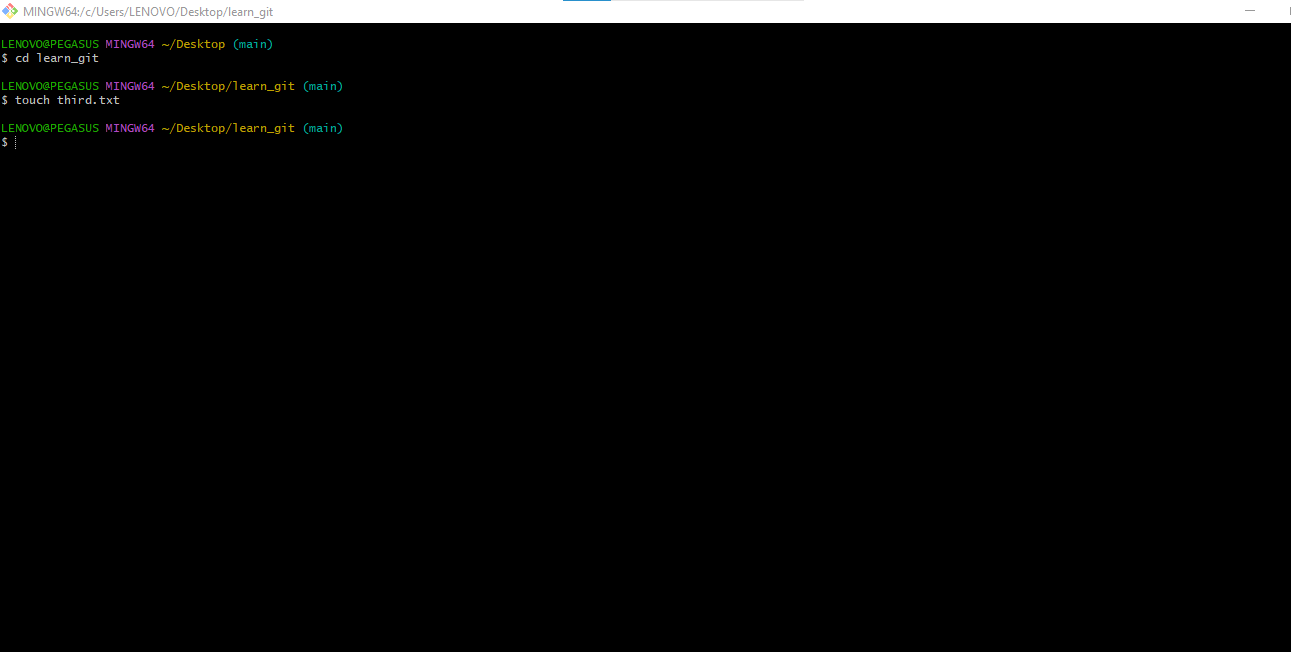 MINGW64:/c/Users/LENOVO/Desktop/learn_git
LENOVO@PEGASUS MINGW64 ~/Desktop (main)
$ cd learn_git
LENOVO@PEGASUS MINGW64 ~/Desktop/learn_git (main)
$ touch third.txt
LENOVO@PEGASUS MINGW64 ~/Desktop/learn_git (main)
$